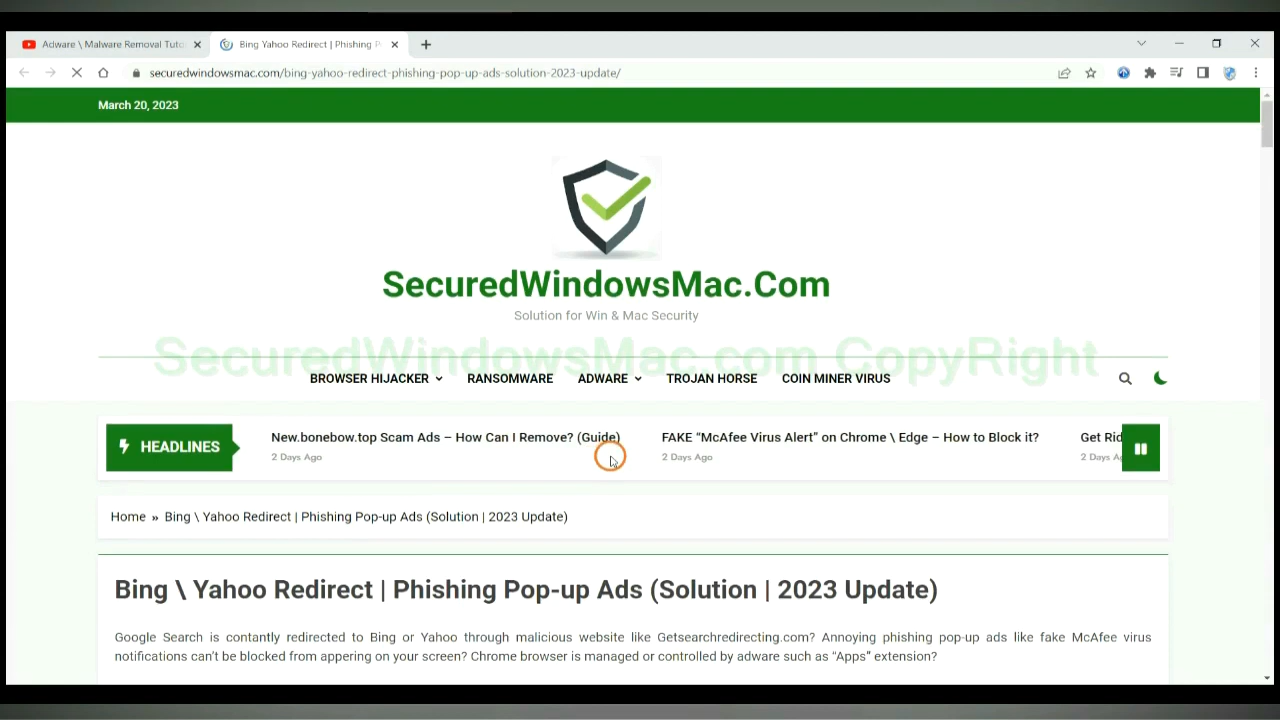 Adware \ Malware Removal Tuto
Bing Yahoo Redirect | Phishing P
securedwindowsmac.com/bing-yahoo-redirect-phishing-pop-up-ads-solution-2023-update/
March 20, 2023
SecuredWindowsMac.Com
Solution for Win & Mac Security
SecuredWindowsMac.com CopyRight
BROWSER HIJACKER RANSOMWARE ADWARE TROJAN HORSE COIN MINER VIRUS
HEADLINES
New.bonebow.top Scam Ads – How Can I Remove? (Guide)
2 Days Ago
FAKE “McAfee Virus Alert” on Chrome \ Edge – How to Block it?
2 Days Ago
Get Rid
2 Days Ag
Home » Bing \ Yahoo Redirect | Phishing Pop-up Ads (Solution | 2023 Update)
Bing \ Yahoo Redirect | Phishing Pop-up Ads (Solution | 2023 Update)
Google Search is contantly redirected to Bing or Yahoo through malicious website like Getsearchredirecting.com? Annoying phishing pop-up ads like fake McAfee virus
notifications can’t be blocked from appering on your screen? Chrome browser is managed or controlled by adware such as “Apps” extension?